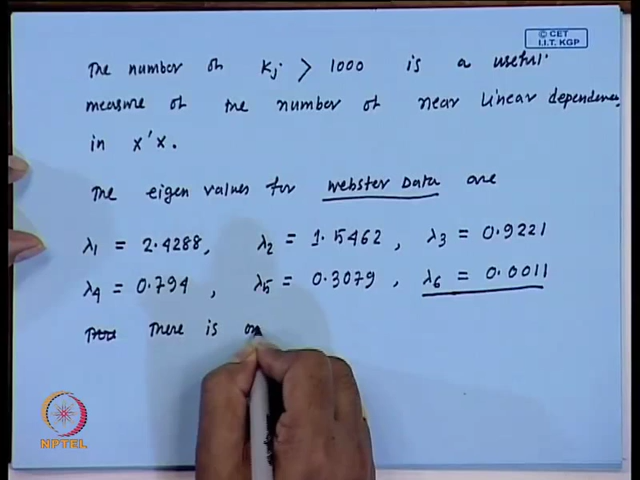 © CET
I.I.T. KGP
The number of Kj > 1000 is a useful
measure of the number of near linear dependences
in X'X.
The eigen values for Webster Data are
λ1 = 2.4288, λ2 = 1.5462, λ3 = 0.9221
λ4 = 0.794, λ5 = 0.3079, λ6 = 0.0011
There is on
NPTEL